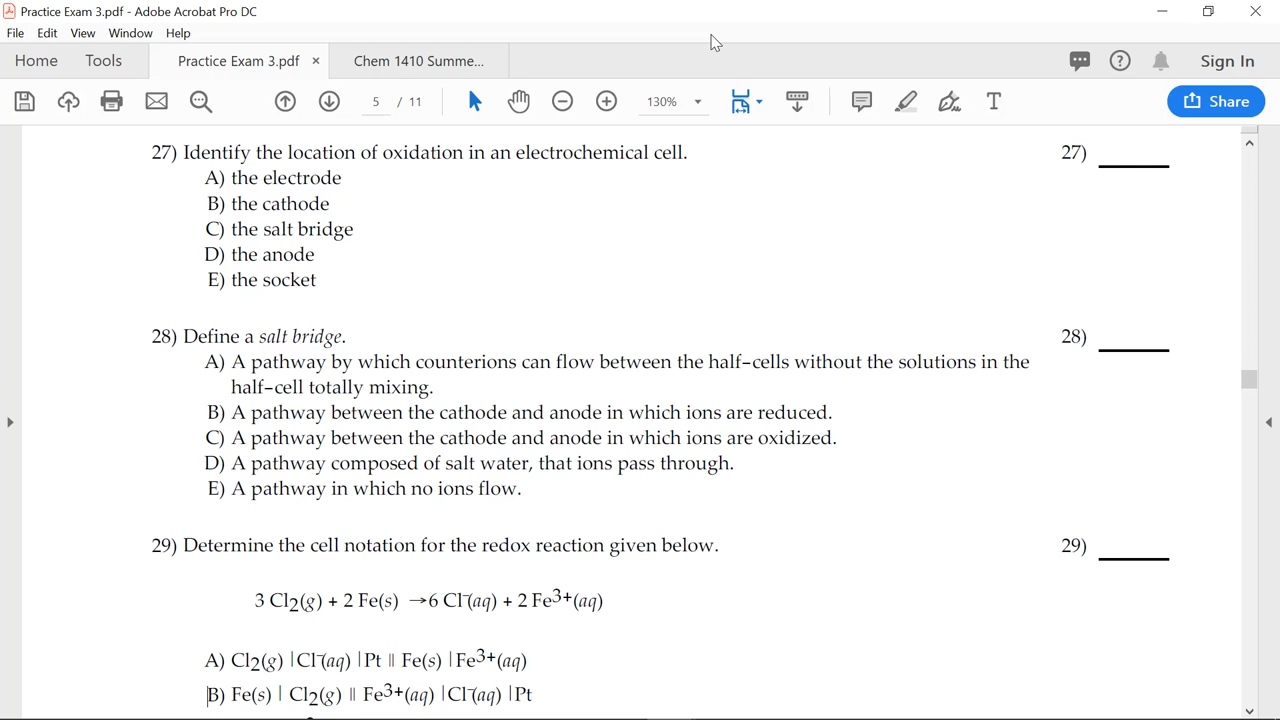 Practice Exam 3.pdf - Adobe Acrobat Pro DC
File Edit View Window Help
Home Tools Practice Exam 3.pdf × Chem 1410 Summe... Sign In
5 / 11 130% Share
27) Identify the location of oxidation in an electrochemical cell. 27)
A) the electrode
B) the cathode
C) the salt bridge
D) the anode
E) the socket
28) Define a salt bridge. 28)
A) A pathway by which counterions can flow between the half-cells without the solutions in the
half-cell totally mixing.
B) A pathway between the cathode and anode in which ions are reduced.
C) A pathway between the cathode and anode in which ions are oxidized.
D) A pathway composed of salt water, that ions pass through.
E) A pathway in which no ions flow.
29) Determine the cell notation for the redox reaction given below. 29)
3 Cl₂(g) + 2 Fe(s) →6 Cl⁻(aq) + 2 Fe³⁺(aq)
A) Cl₂(g) | Cl⁻(aq) | Pt ‖ Fe(s) | Fe³⁺(aq)
B) Fe(s) | Cl₂(g) ‖ Fe³⁺(aq) | Cl⁻(aq) | Pt